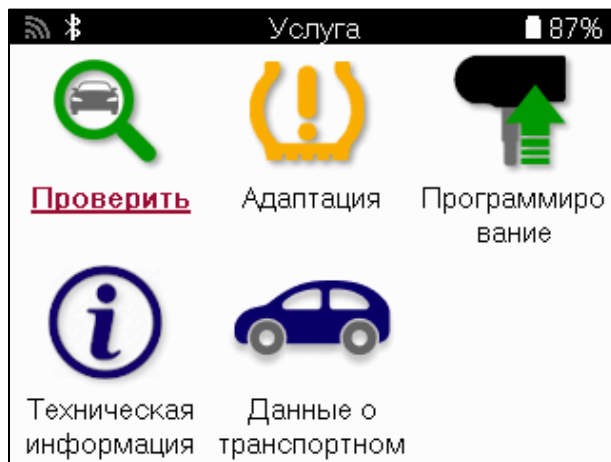 Услуга 87%
Проверить
Адаптация
Программиро
вание
Техническая
информация
Данные о
транспортном